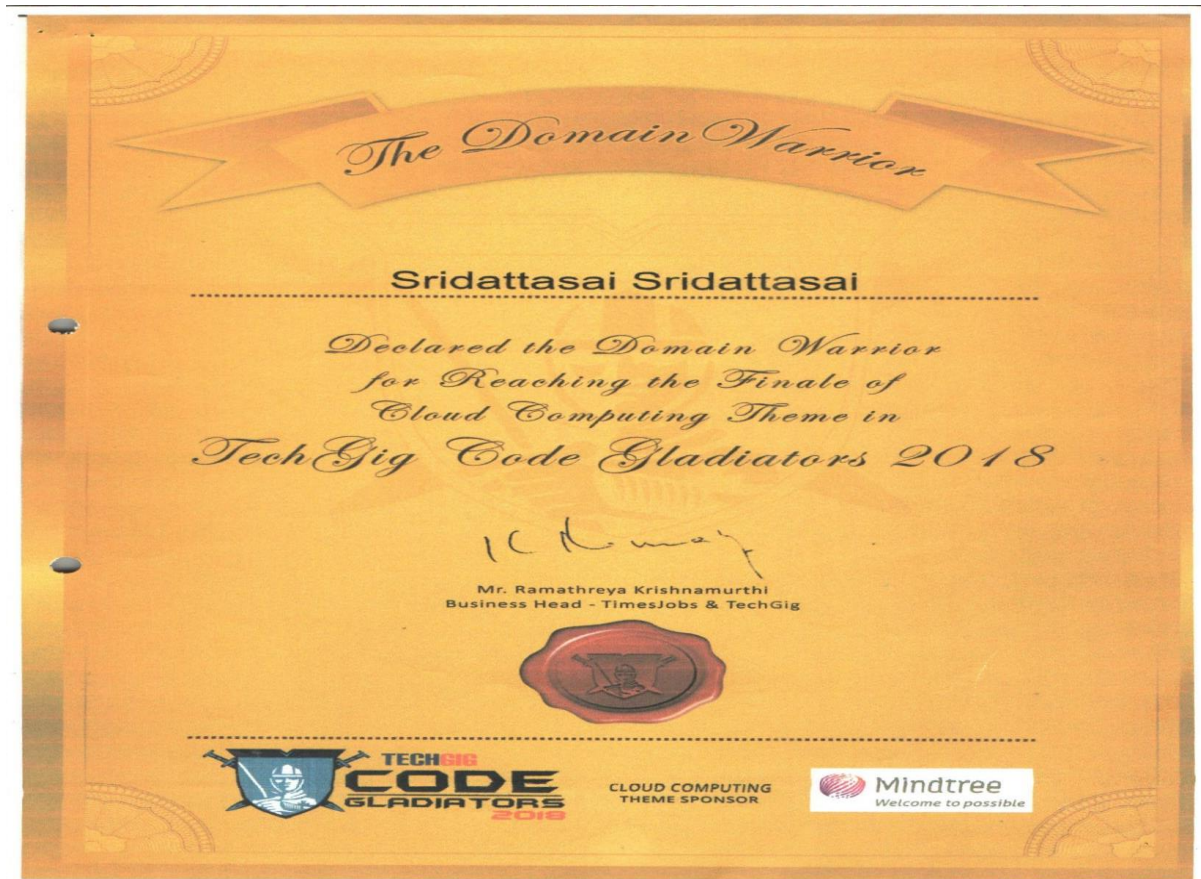 The Domain Warrior
Sridattasai Sridattasai
Declared the Domain Warrior
for Reaching the Finale of
Cloud Computing Theme in
TechGig Code Gladiators 2018
Mr. Ramathreya Krishnamurthi
Business Head - TimesJobs & TechGig
TECHGIG
CODE
GLADIATORS
2018
CLOUD COMPUTING
THEME SPONSOR
Mindtree
Welcome to possible